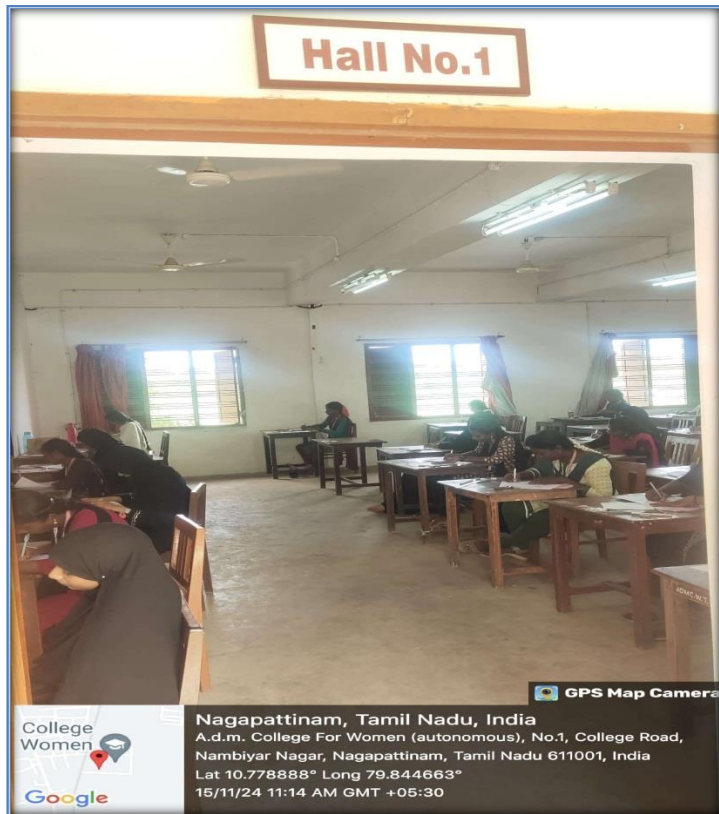 Hall No.1
GPS Map Camera
College
Women
Google
Nagapattinam, Tamil Nadu, India
A.d.m. College For Women (autonomous), No.1, College Road,
Nambiyar Nagar, Nagapattinam, Tamil Nadu 611001, India
Lat 10.778888° Long 79.844663°
15/11/24 11:14 AM GMT +05:30